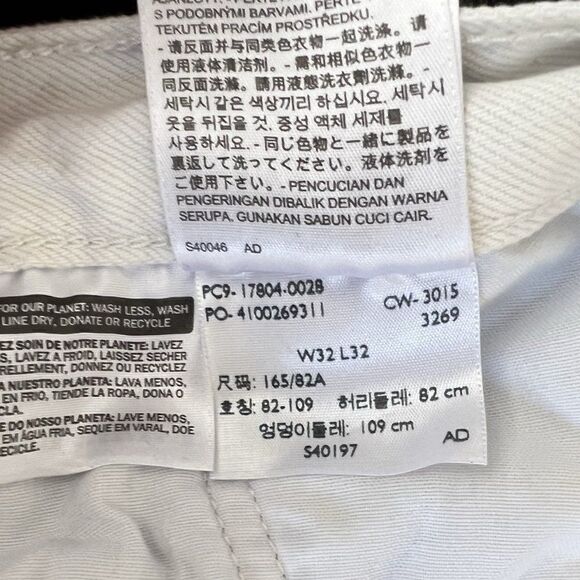 S PODOBNÝMI BARVAMI. PERTE
TEKUTÉM PRACÍM PROSTŘEDKU.
- 请反面并与同类色衣物一起洗涤。
使用液体清洁剂。- 需和相似色衣物一
同反面洗滌。請用液態洗衣劑洗滌。-
세탁시 같은 색상끼리 하십시요. 세탁시
옷을 뒤집을 것. 중성 액체 세제를
사용하세요. - 同じ色物と一緒に製品を
裏返して洗ってください。液体洗剤を
ご使用下さい。- PENCUCIAN DAN
PENGERINGAN DIBALIK DENGAN WARNA
SERUPA. GUNAKAN SABUN CUCI CAIR.
S40046 AD
FOR OUR PLANET: WASH LESS, WASH
LINE DRY, DONATE OR RECYCLE
EZ SOIN DE NOTRE PLANETE: LAVEZ
S, LAVEZ A FROID, LAISSEZ SECHER
RELLEMENT, DONNEZ OU RECYCLEZ
A NUESTRO PLANETA: LAVA MENOS,
EN FRIO, TIENDE LA ROPA, DONA O
CLA.
E DO NOSSO PLANETA: LAVE MENOS,
EM ÁGUA FRIA, SEQUE EM VARAL, DOE
ECICLE.
PC9- 17804-0028
PO- 4100269311
CW- 3015
3269
W32 L32
尺码: 165/82A
호칭: 82-109 허리둘레: 82 cm
엉덩이둘레: 109 cm
S40197
AD